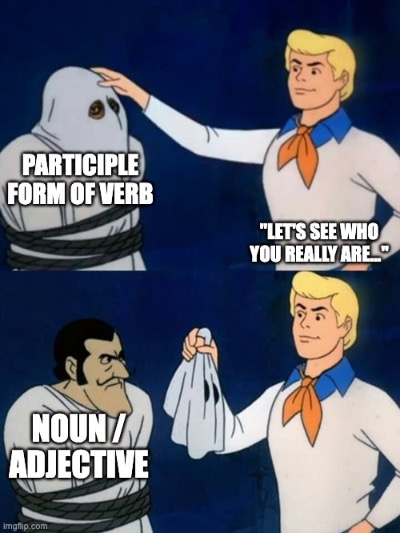 PARTICIPLE
FORM OF VERB
"LET'S SEE WHO
YOU REALLY ARE..."
NOUN /
ADJECTIVE
imgflip.com